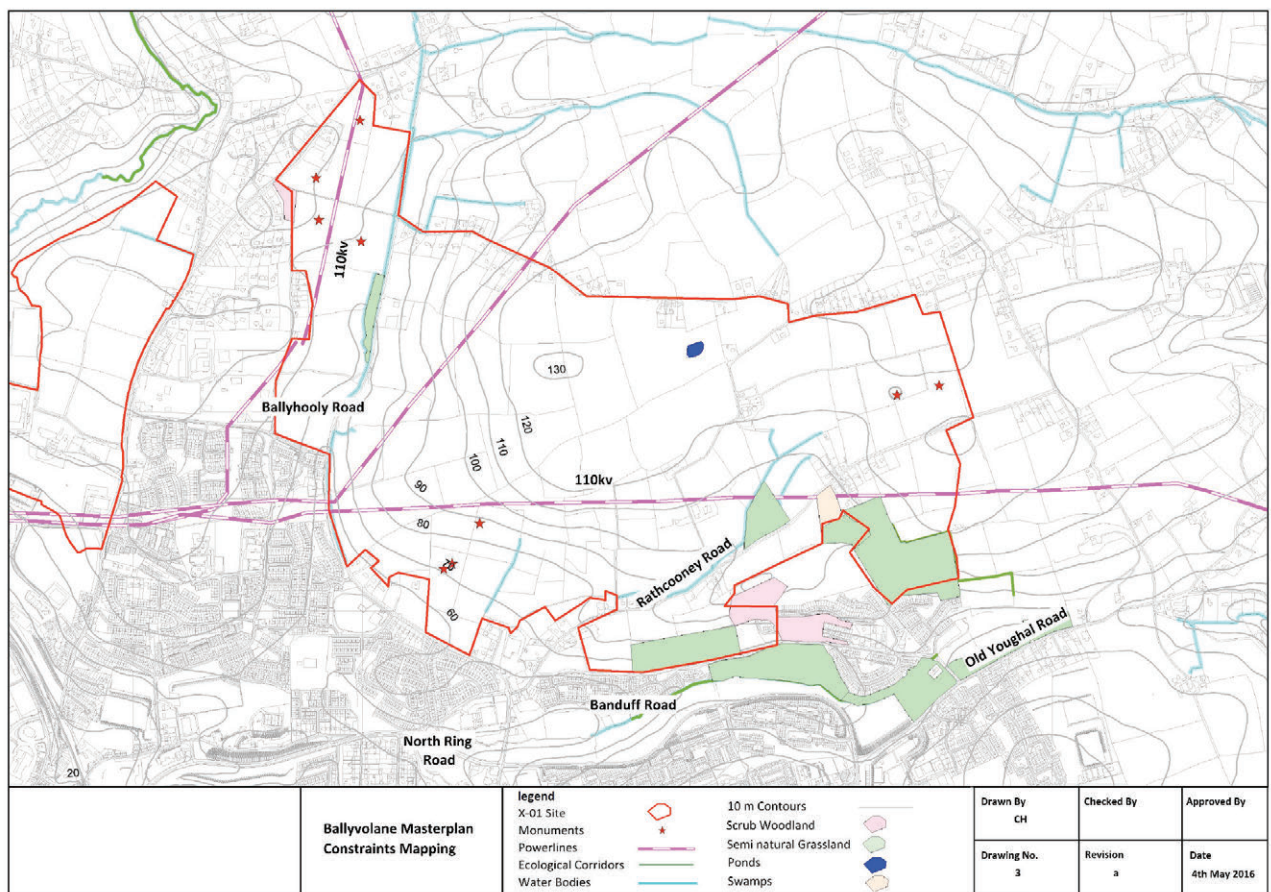 110kv
130
Ballyhooly Road
120
110
100
90
80
110kv
70
60
Rathcooney Road
Old Youghal Road
Banduff Road
North Ring
Road
20
Ballyvolane Masterplan
Constraints Mapping
legend
X-01 Site
Monuments
Powerlines
Ecological Corridors
Water Bodies
10 m Contours
Scrub Woodland
Semi natural Grassland
Ponds
Swamps
Drawn By
CH
Checked By
Approved By
Drawing No.
3
Revision
a
Date
4th May 2016